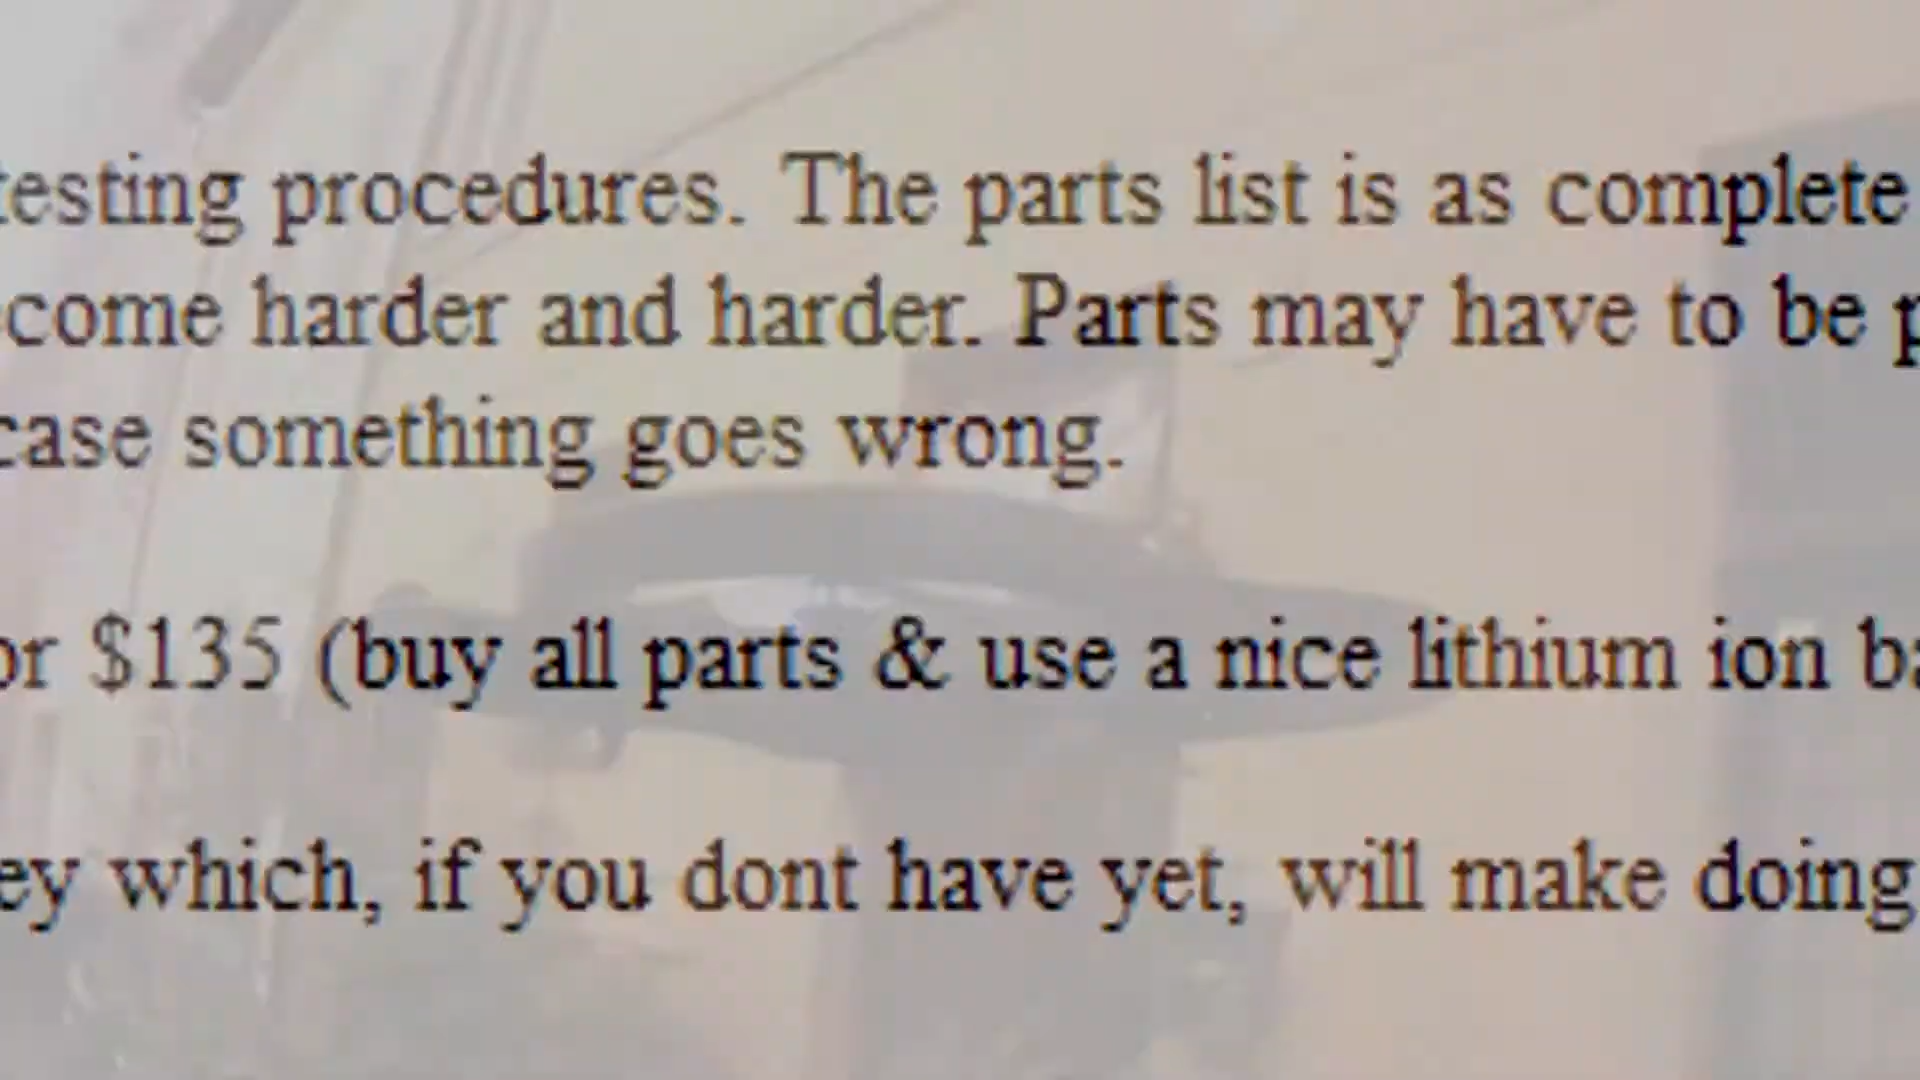 testing procedures. The parts list is as complete
come harder and harder. Parts may have to be
case something goes wrong.
or $135 (buy all parts & use a nice lithium ion
ey which, if you dont have yet, will make doing